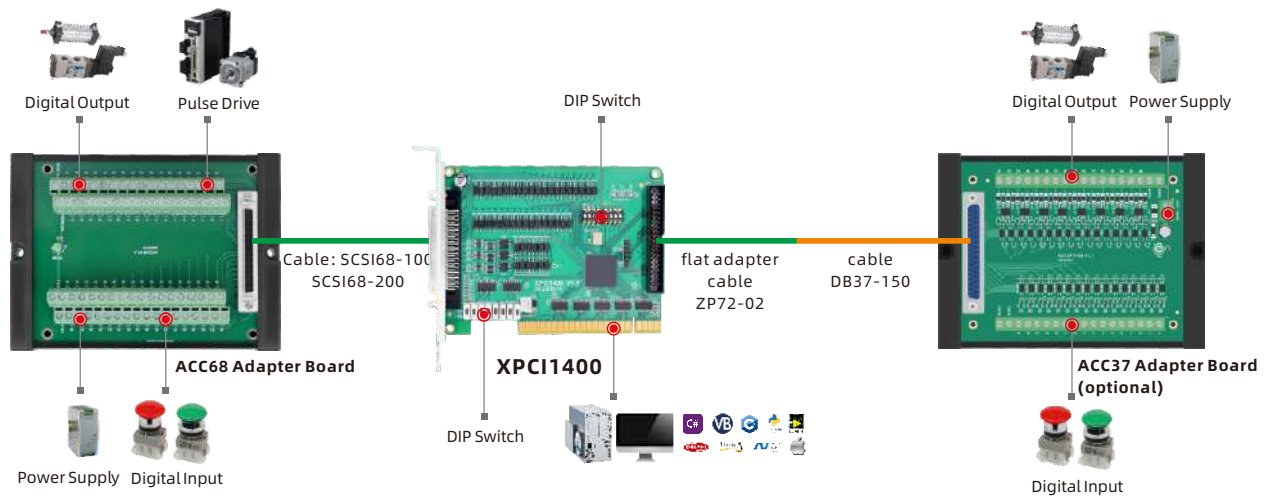 Digital Output
Pulse Drive
DIP Switch
Digital Output
Power Supply
Cable: SCSI68-100
SCSI68-200
flat adapter
cable
ZP72-02
cable
DB37-150
XPCI1400
ACC68 Adapter Board
ACC37 Adapter Board
(optional)
DIP Switch
C#
VB
C
Power Supply
Digital Input
Digital Input